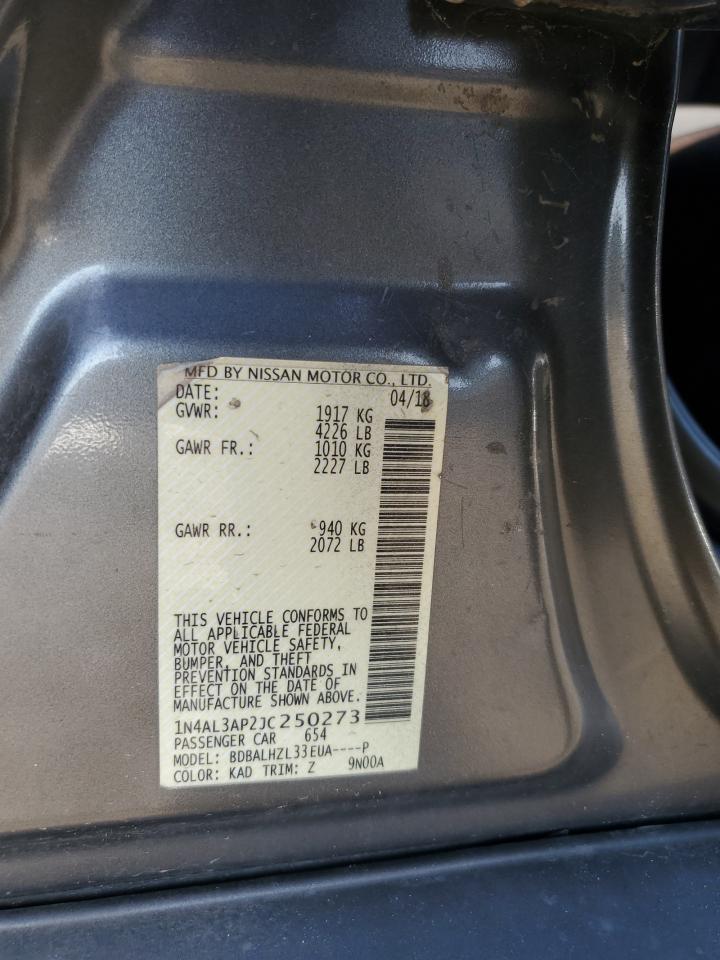 MFD BY NISSAN MOTOR CO., LTD.
DATE: 04/18
GVWR: 1917 KG
4226 LB
GAWR FR.: 1010 KG
2227 LB
GAWR RR.: 940 KG
2072 LB
THIS VEHICLE CONFORMS TO
ALL APPLICABLE FEDERAL
MOTOR VEHICLE SAFETY,
BUMPER, AND THEFT
PREVENTION STANDARDS IN
EFFECT ON THE DATE OF
MANUFACTURE SHOWN ABOVE.
1N4AL3AP2JC250273
PASSENGER CAR 654
MODEL: BDBALHZL33EUA----P
COLOR: KAD TRIM: Z 9N00A